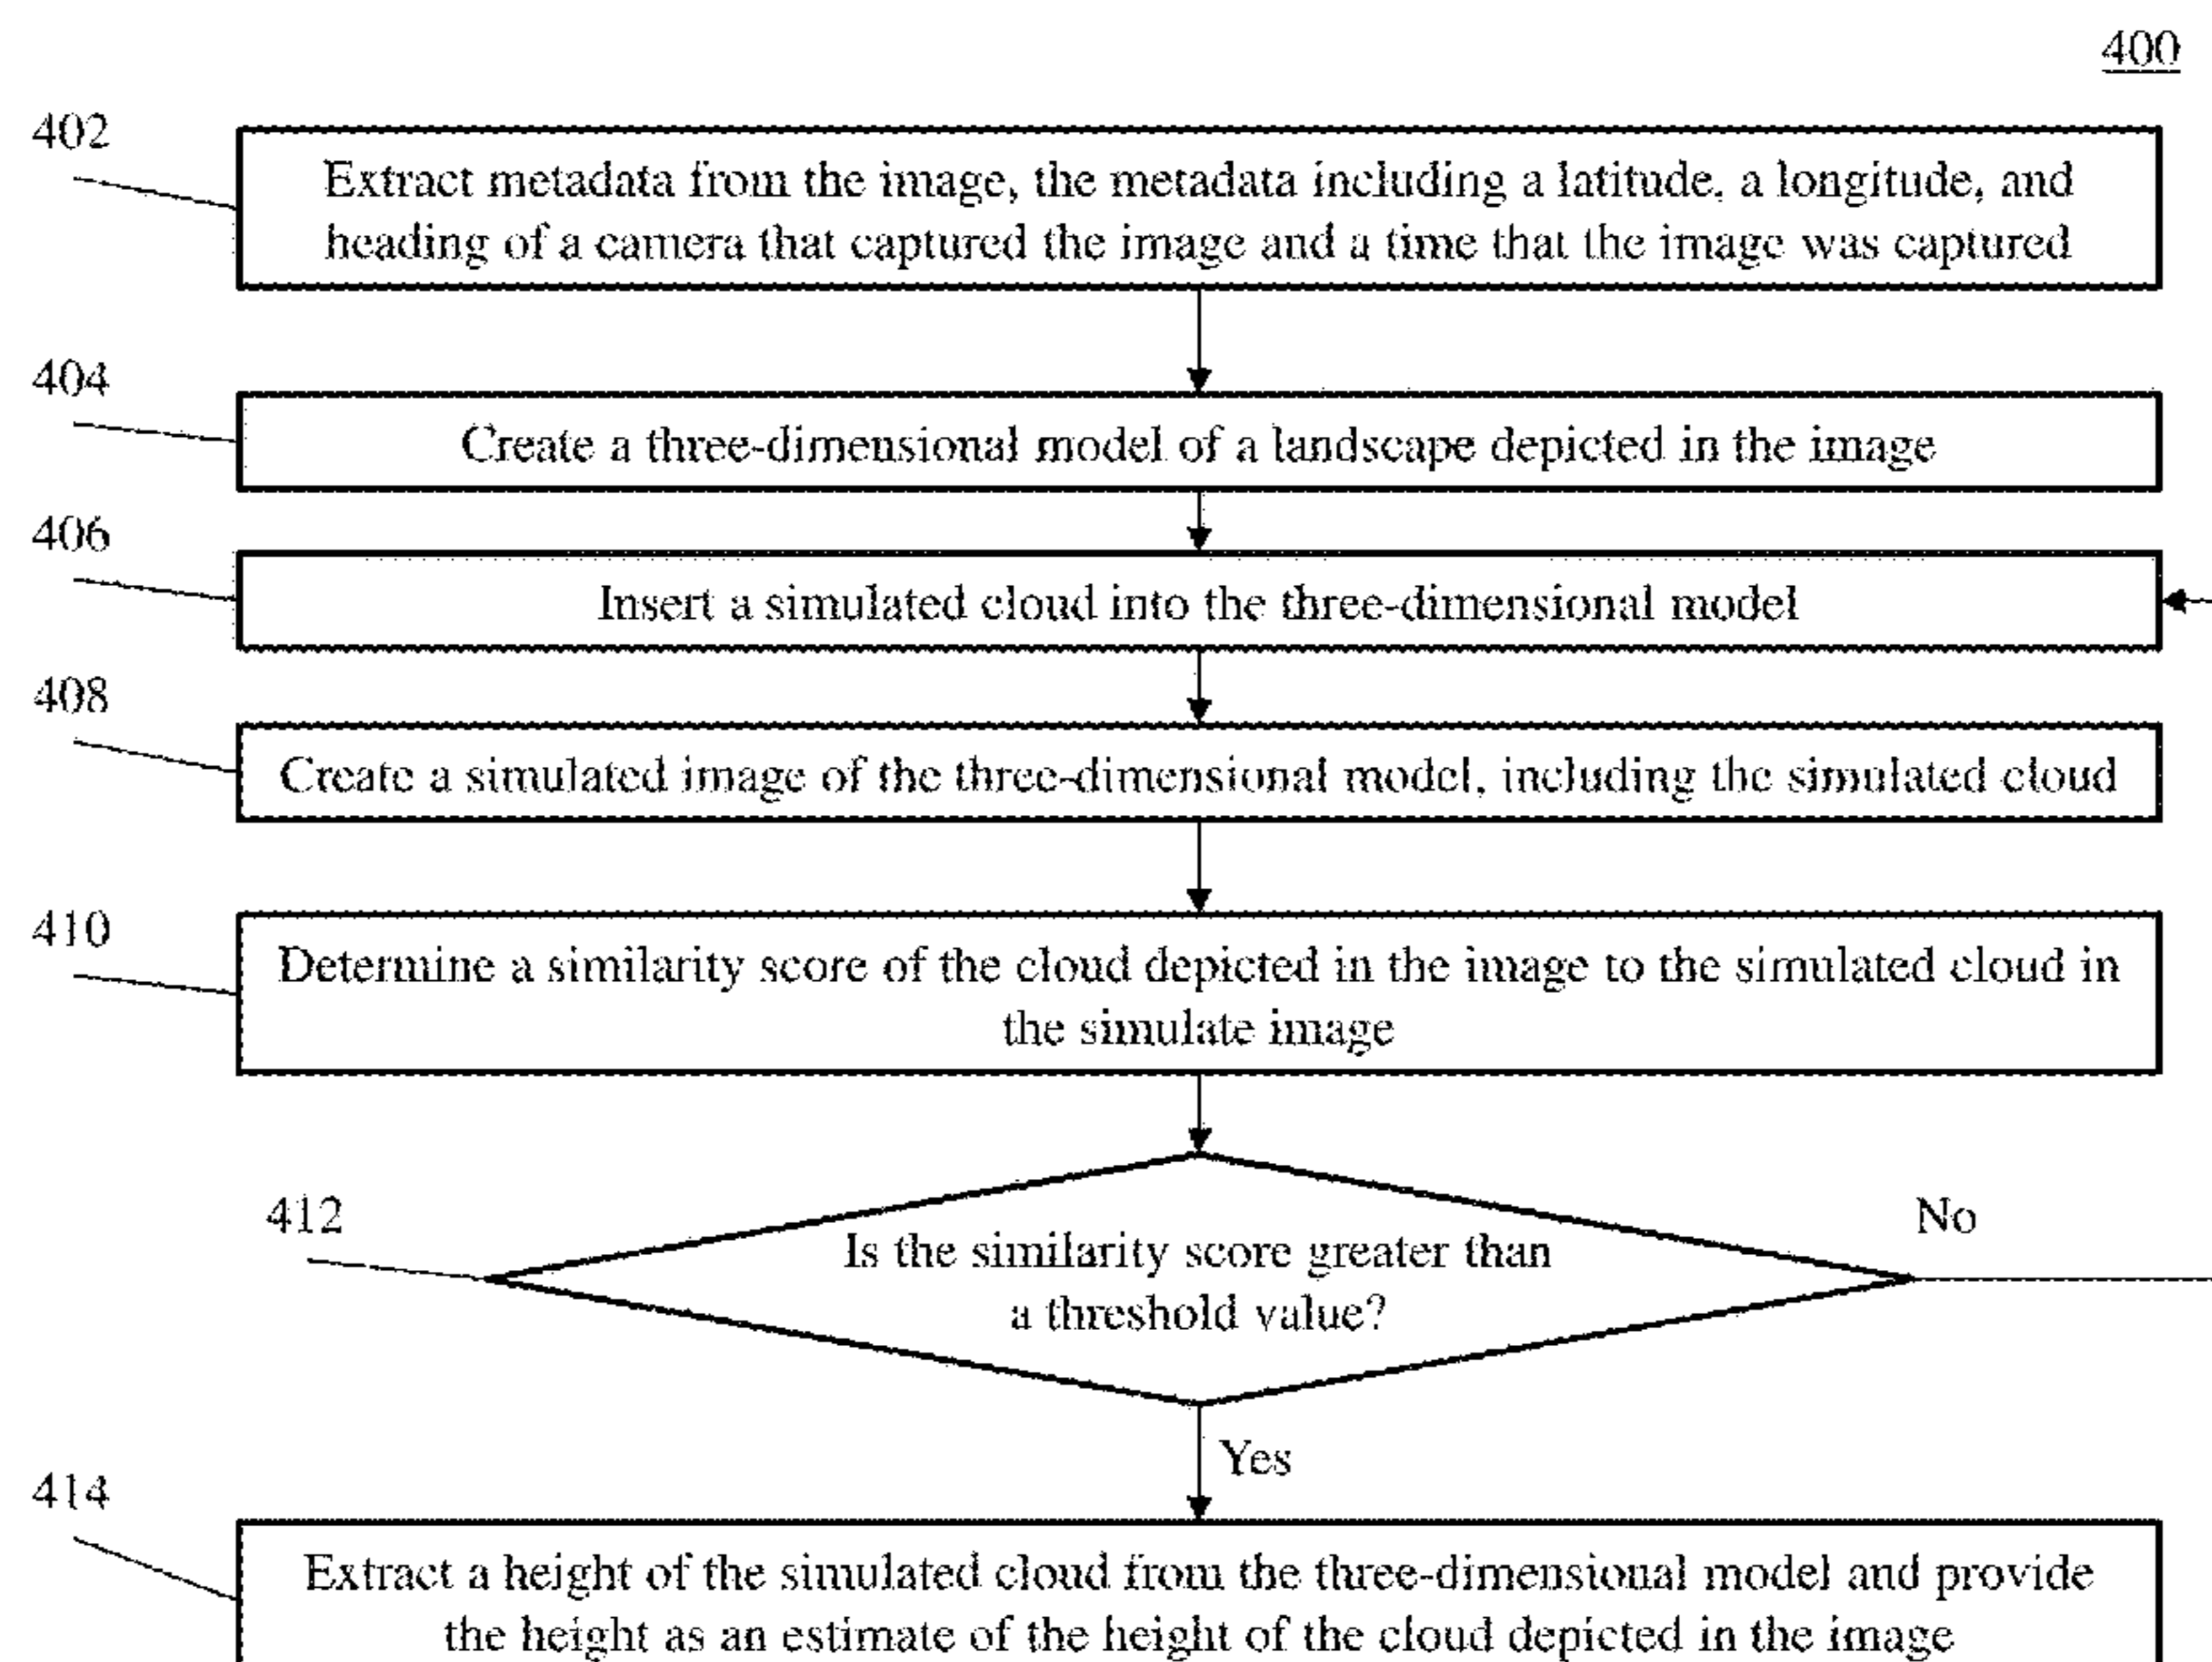 400
402
Extract metadata from the image, the metadata including a latitude, a longitude, and
heading of a camera that captured the image and a time that the image was captured
404
Create a three-dimensional model of a landscape depicted in the image
406
Insert a simulated cloud into the three-dimensional model
408
Create a simulated image of the three-dimensional model, including the simulated cloud
410
Determine a similarity score of the cloud depicted in the image to the simulated cloud in
the simulate image
412
Is the similarity score greater than
a threshold value?
No
Yes
414
Extract a height of the simulated cloud from the three-dimensional model and provide
the height as an estimate of the height of the cloud depicted in the image